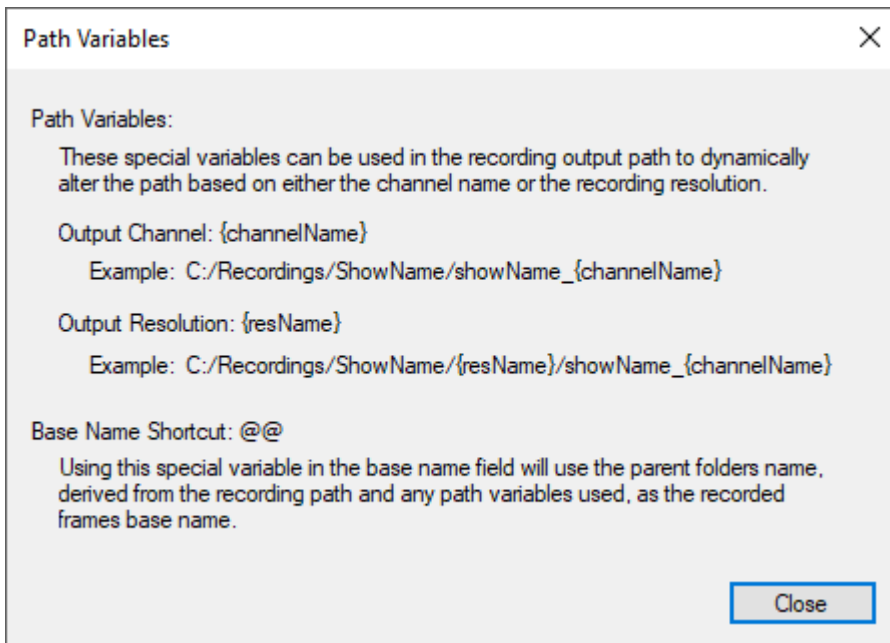 Path Variables
Path Variables:
These special variables can be used in the recording output path to dynamically
alter the path based on either the channel name or the recording resolution.
Output Channel: {channelName}
Example: C:/Recordings/ShowName/showName_{channelName}
Output Resolution: {resName}
Example: C:/Recordings/ShowName/{resName}/showName_{channelName}
Base Name Shortcut: @@
Using this special variable in the base name field will use the parent folders name,
derived from the recording path and any path variables used, as the recorded
frames base name.
Close